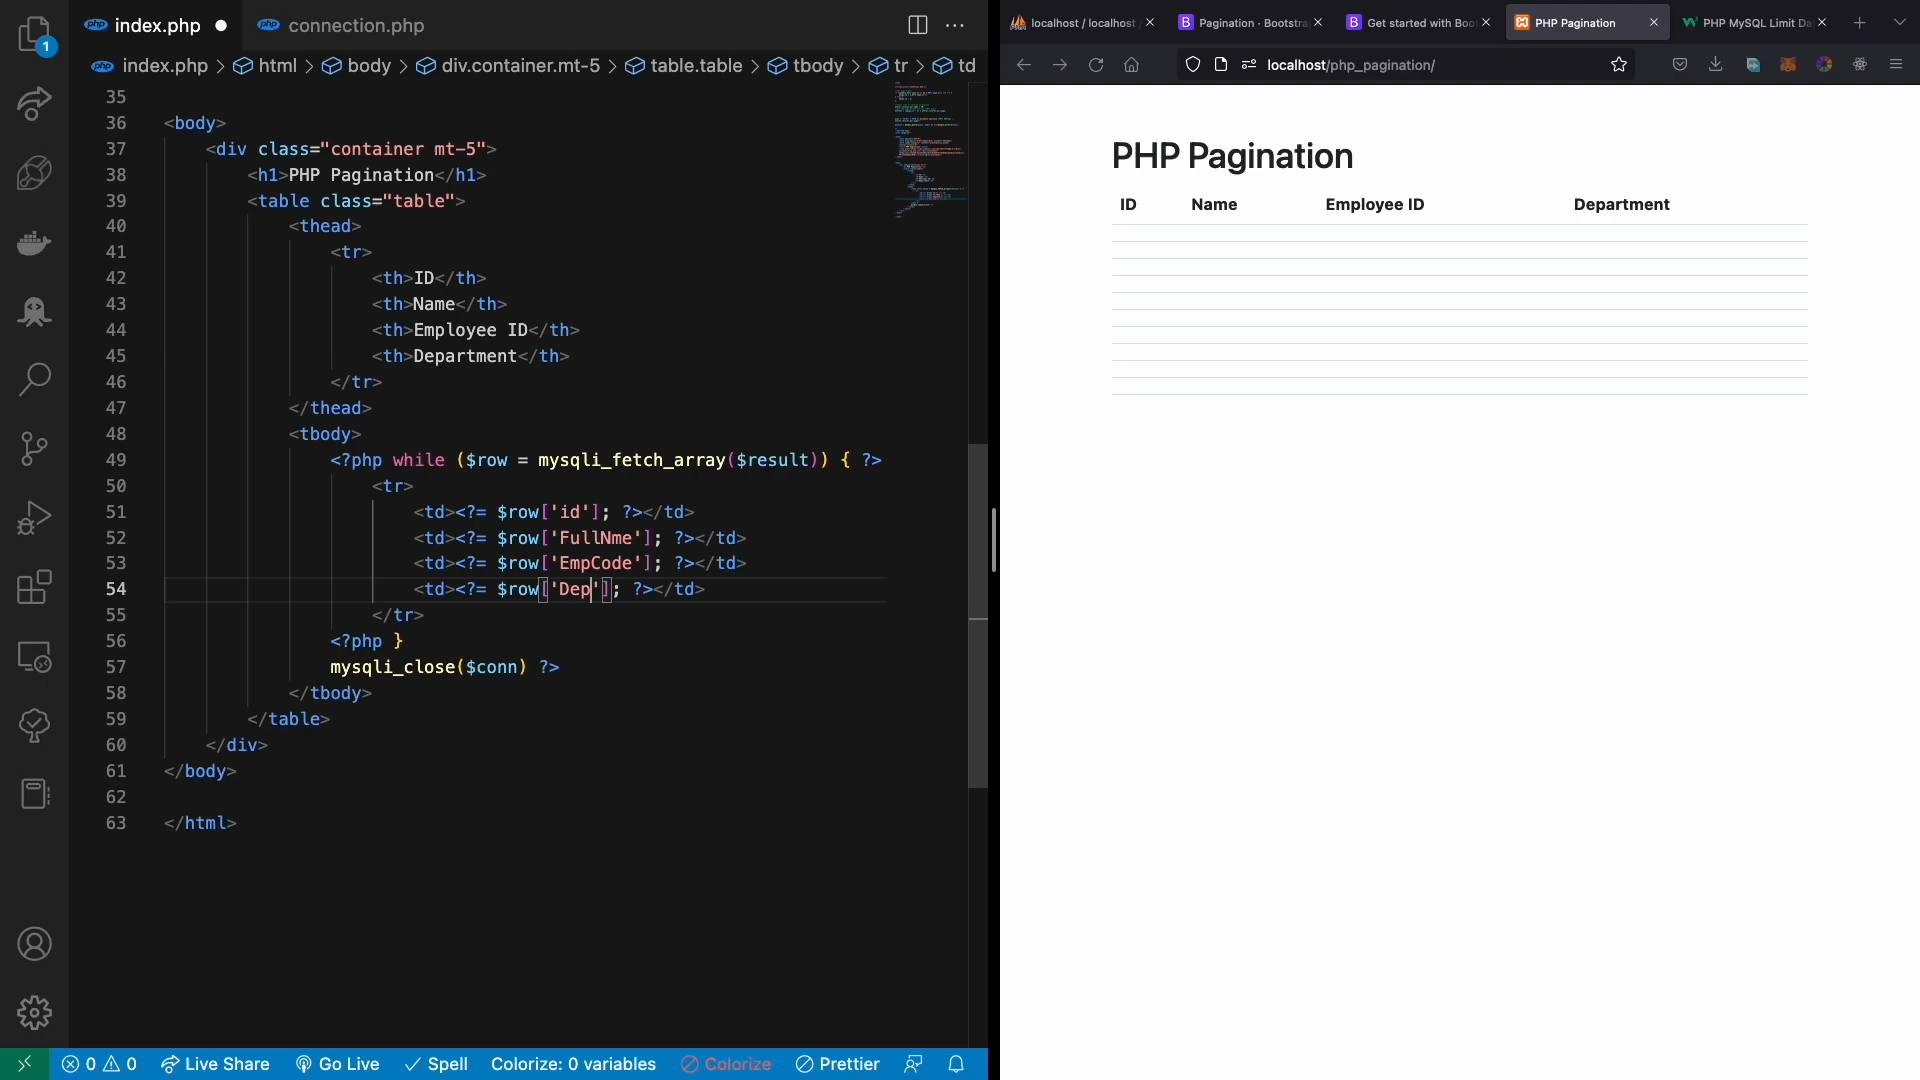 index.php
connection.php
index.php > html > body > div.container.mt-5 > table.table > tbody > tr > td
35
36 <body>
37 <div class="container mt-5">
38 <h1>PHP Pagination</h1>
39 <table class="table">
40 <thead>
41 <tr>
42 <th>ID</th>
43 <th>Name</th>
44 <th>Employee ID</th>
45 <th>Department</th>
46 </tr>
47 </thead>
48 <tbody>
49 <?php while ($row = mysqli_fetch_array($result)) { ?>
50 <tr>
51 <td><?= $row['id']; ?></td>
52 <td><?= $row['FullNme']; ?></td>
53 <td><?= $row['EmpCode']; ?></td>
54 <td><?= $row['Dep']; ?></td>
55 </tr>
56 <?php }
57 mysqli_close($conn) ?>
58 </tbody>
59 </table>
60 </div>
61 </body>
62
63 </html>
1
0 0 Live Share Go Live Spell Colorize: 0 variables Colorize Prettier
localhost / localhost
Pagination · Bootstra
Get started with Boo
PHP Pagination
PHP MySQL Limit Da
localhost/php_pagination/
PHP Pagination
ID Name Employee ID Department